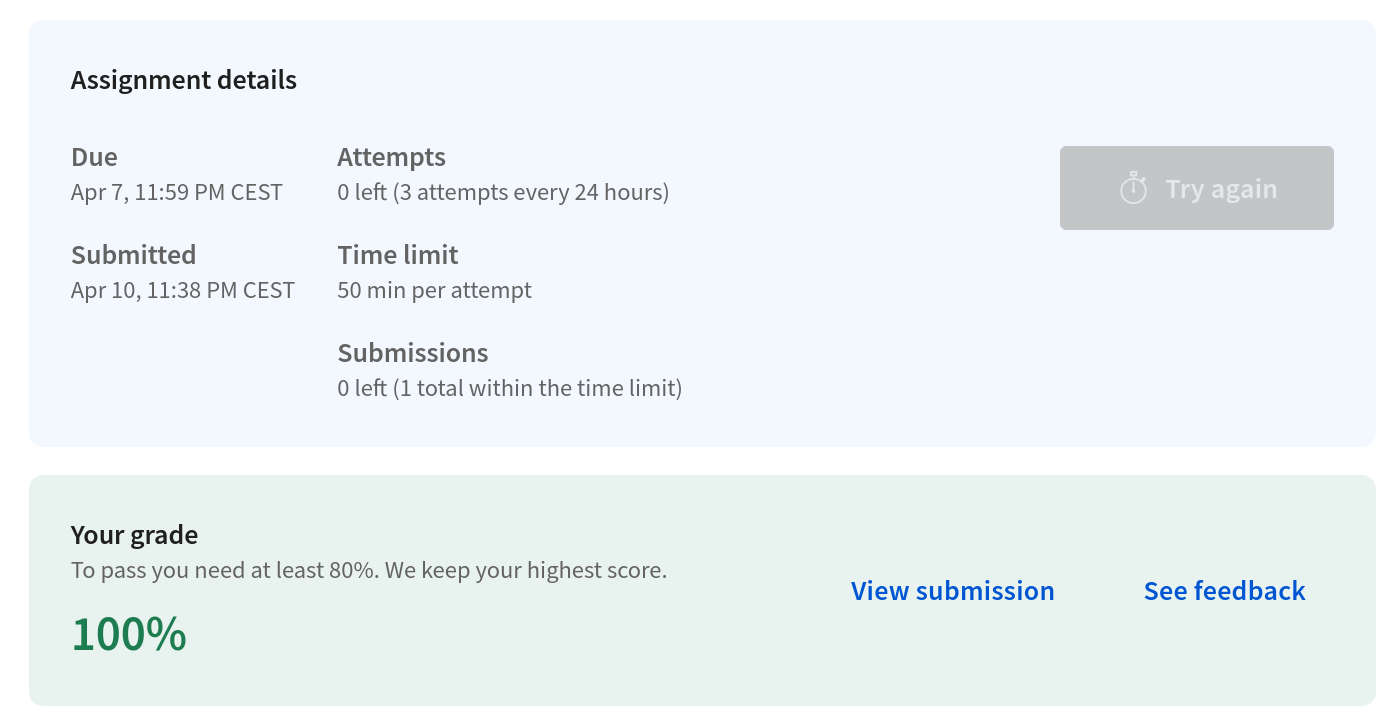 Assignment details
Due
Apr 7, 11:59 PM CEST
Attempts
0 left (3 attempts every 24 hours)
Try again
Submitted
Apr 10, 11:38 PM CEST
Time limit
50 min per attempt
Submissions
0 left (1 total within the time limit)
Your grade
To pass you need at least 80%. We keep your highest score.
100%
View submission
See feedback